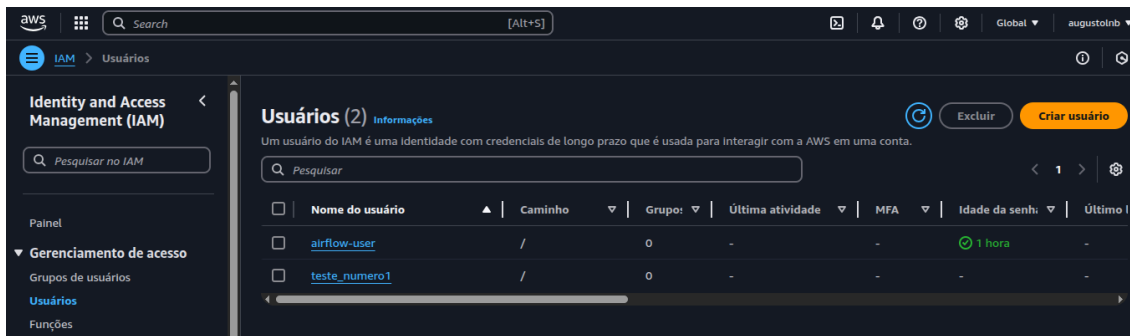 aws Search [Alt+S] Global augustolnb
IAM > Usuários
Identity and Access
Management (IAM)
Pesquisar no IAM
Painel
Gerenciamento de acesso
Grupos de usuários
Usuários
Funções
Usuários (2) Informações
Excluir Criar usuário
Um usuário do IAM é uma identidade com credenciais de longo prazo que é usada para interagir com a AWS em uma conta.
Pesquisar
1
Nome do usuário Caminho Grupos Última atividade MFA Idade da senha Último
airflow-user / 0 - - 1 hora -
teste_numero1 / 0 - - - -